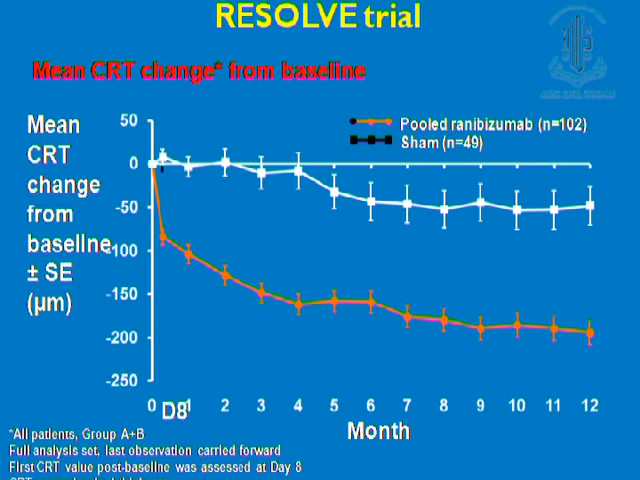 RESOLVE trial
Mean CRT change* from baseline
Mean
CRT
change
from
baseline
± SE
(µm)
50
0
-50
-100
-150
-200
-250
Pooled ranibizumab (n=102)
Sham (n=49)
0 D8 1 2 3 4 5 6 7 8 9 10 11 12
Month
*All patients, Group A+B
Full analysis set, last observation carried forward
First CRT value post-baseline was assessed at Day 8